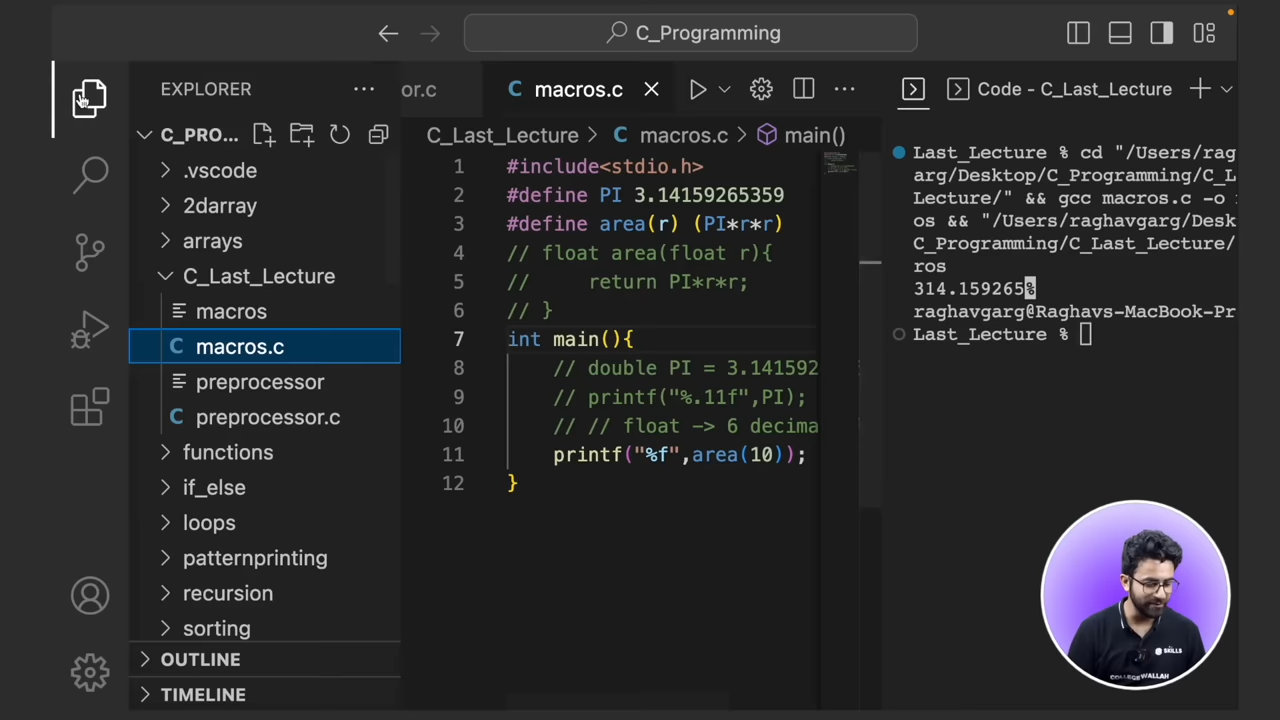 C_Programming
EXPLORER
or.c
macros.c
Code - C_Last_Lecture
C_PRO...
C_Last_Lecture > macros.c > main()
.vscode
2darray
arrays
C_Last_Lecture
macros
macros.c
preprocessor
preprocessor.c
functions
if_else
loops
patternprinting
recursion
sorting
OUTLINE
TIMELINE
1 #include<stdio.h>
2 #define PI 3.14159265359
3 #define area(r) (PI*r*r)
4 // float area(float r){
5 //     return PI*r*r;
6 // }
7 int main(){
8     // double PI = 3.141592
9     // printf("%.11f",PI);
10     // // float -> 6 decima
11     printf("%f",area(10));
12 }
Last_Lecture % cd "/Users/rag
arg/Desktop/C_Programming/C_L
Lecture/" && gcc macros.c -o
os && "/Users/raghavgarg/Desk
C_Programming/C_Last_Lecture/
ros
314.159265%
raghavgarg@Raghavs-MacBook-Pr
Last_Lecture %
SKILLS
COLLEGE WALLAH